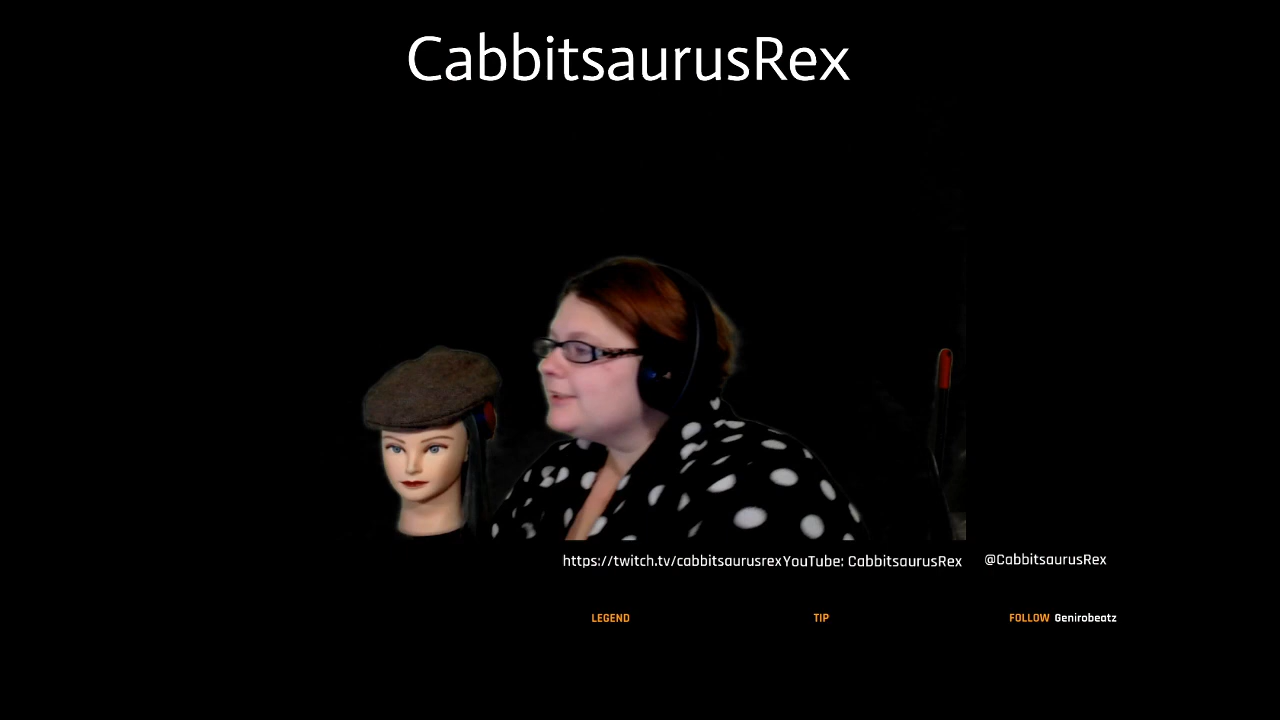 CabbitsaurusRex
https://twitch.tv/cabbitsaurusrexYouTube: CabbitsaurusRex @CabbitsaurusRex
LEGEND TIP FOLLOW Genirobeatz